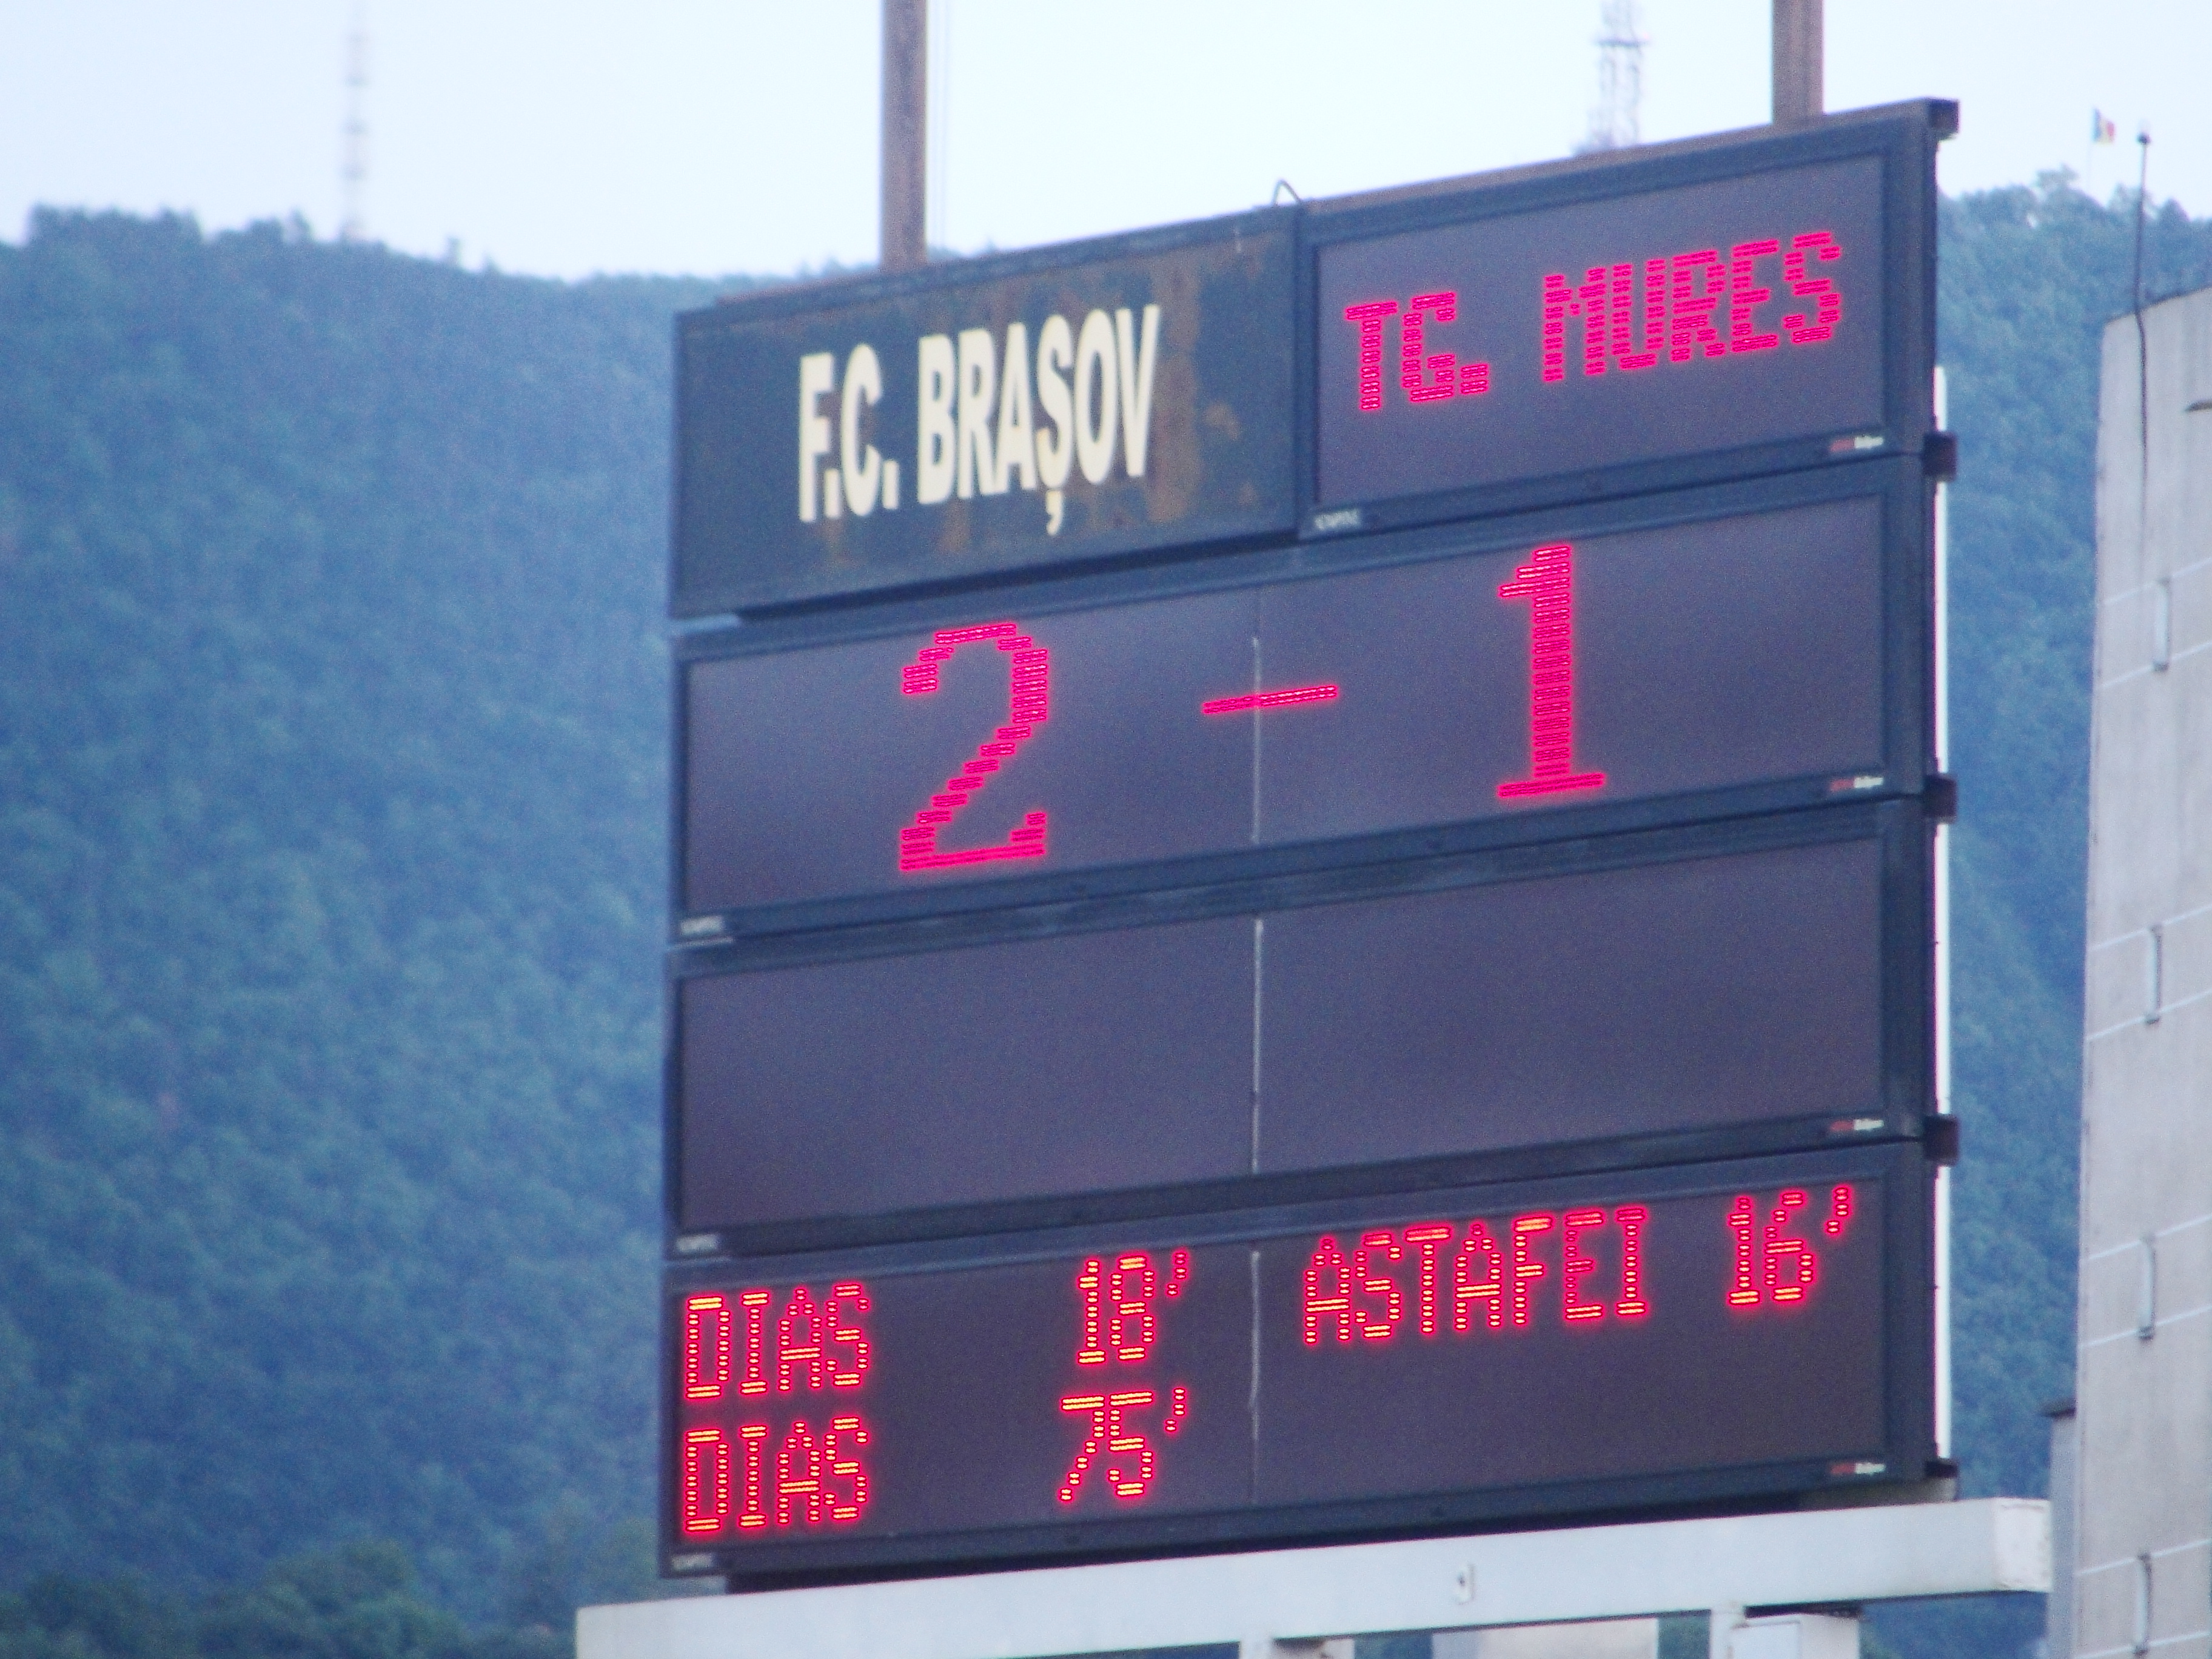 F.C. BRAȘOV
TG. MURES
2 - 1
DIAS 18' ASTAFEI 16'
DIAS 75'